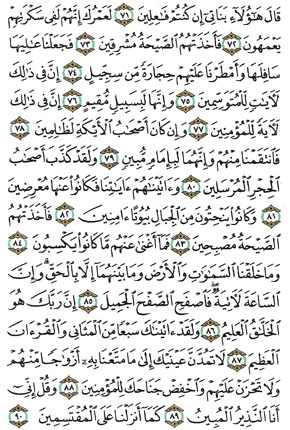 قَالَ هَٰٓؤُلَآءِ بَنَاتِيٓ إِن كُنتُمۡ فَٰعِلِينَ ٧١ لَعَمۡرُكَ إِنَّهُمۡ لَفِي سَكۡرَتِهِمۡ
يَعۡمَهُونَ ٧٢ فَأَخَذَتۡهُمُ ٱلصَّيۡحَةُ مُشۡرِقِينَ ٧٣ فَجَعَلۡنَا عَٰلِيَهَا
سَافِلَهَا وَأَمۡطَرۡنَا عَلَيۡهِمۡ حِجَارَةٗ مِّن سِجِّيلٍ ٧٤ إِنَّ فِي ذَٰلِكَ
لَأٓيَٰتٖ لِّلۡمُتَوَسِّمِينَ ٧٥ وَإِنَّهَا لَبِسَبِيلٖ مُّقِيمٍ ٧٦ إِنَّ فِي ذَٰلِكَ
لَأٓيَةٗ لِّلۡمُؤۡمِنِينَ ٧٧ وَإِن كَانَ أَصۡحَٰبُ ٱلۡأَيۡكَةِ لَظَٰلِمِينَ ٧٨
فَٱنتَقَمۡنَا مِنۡهُمۡ وَإِنَّهُمَا لَبِإِمَامٖ مُّبِينٖ ٧٩ وَلَقَدۡ كَذَّبَ أَصۡحَٰبُ
ٱلۡحِجۡرِ ٱلۡمُرۡسَلِينَ ٨٠ وَءَاتَيۡنَٰهُمۡ ءَايَٰتِنَا فَكَانُواْ عَنۡهَا مُعۡرِضِينَ
٨١ وَكَانُواْ يَنۡحِتُونَ مِنَ ٱلۡجِبَالِ بُيُوتًا ءَامِنِينَ ٨٢ فَأَخَذَتۡهُمُ
ٱلصَّيۡحَةُ مُصۡبِحِينَ ٨٣ فَمَآ أَغۡنَىٰ عَنۡهُم مَّا كَانُواْ يَكۡسِبُونَ ٨٤
وَمَا خَلَقۡنَا ٱلسَّمَٰوَٰتِ وَٱلۡأَرۡضَ وَمَا بَيۡنَهُمَآ إِلَّا بِٱلۡحَقِّۗ وَإِنَّ
ٱلسَّاعَةَ لَأٓتِيَةٞۖ فَٱصۡفَحِ ٱلصَّفۡحَ ٱلۡجَمِيلَ ٨٥ إِنَّ رَبَّكَ هُوَ
ٱلۡخَلَّٰقُ ٱلۡعَلِيمُ ٨٦ وَلَقَدۡ ءَاتَيۡنَٰكَ سَبۡعٗا مِّنَ ٱلۡمَثَانِي وَٱلۡقُرۡءَانَ
ٱلۡعَظِيمَ ٨٧ لَا تَمُدَّنَّ عَيۡنَيۡكَ إِلَىٰ مَا مَتَّعۡنَا بِهِۦٓ أَزۡوَٰجٗا مِّنۡهُمۡ
وَلَا تَحۡزَنۡ عَلَيۡهِمۡ وَٱخۡفِضۡ جَنَاحَكَ لِلۡمُؤۡمِنِينَ ٨٨ وَقُلۡ إِنِّيٓ
أَنَا ٱلنَّذِيرُ ٱلۡمُبِينُ ٨٩ كَمَآ أَنزَلۡنَا عَلَى ٱلۡمُقۡتَسِمِينَ ٩٠